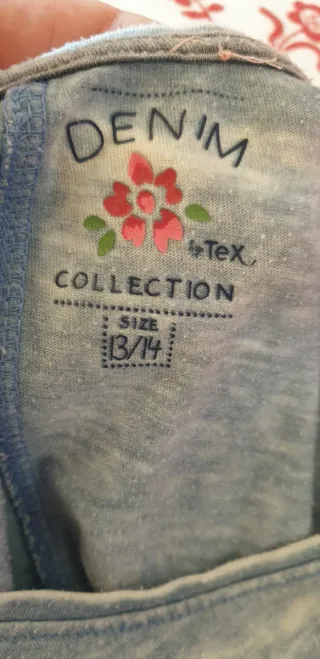 DENIM
by Tex
COLLECTION
SIZE
13/14